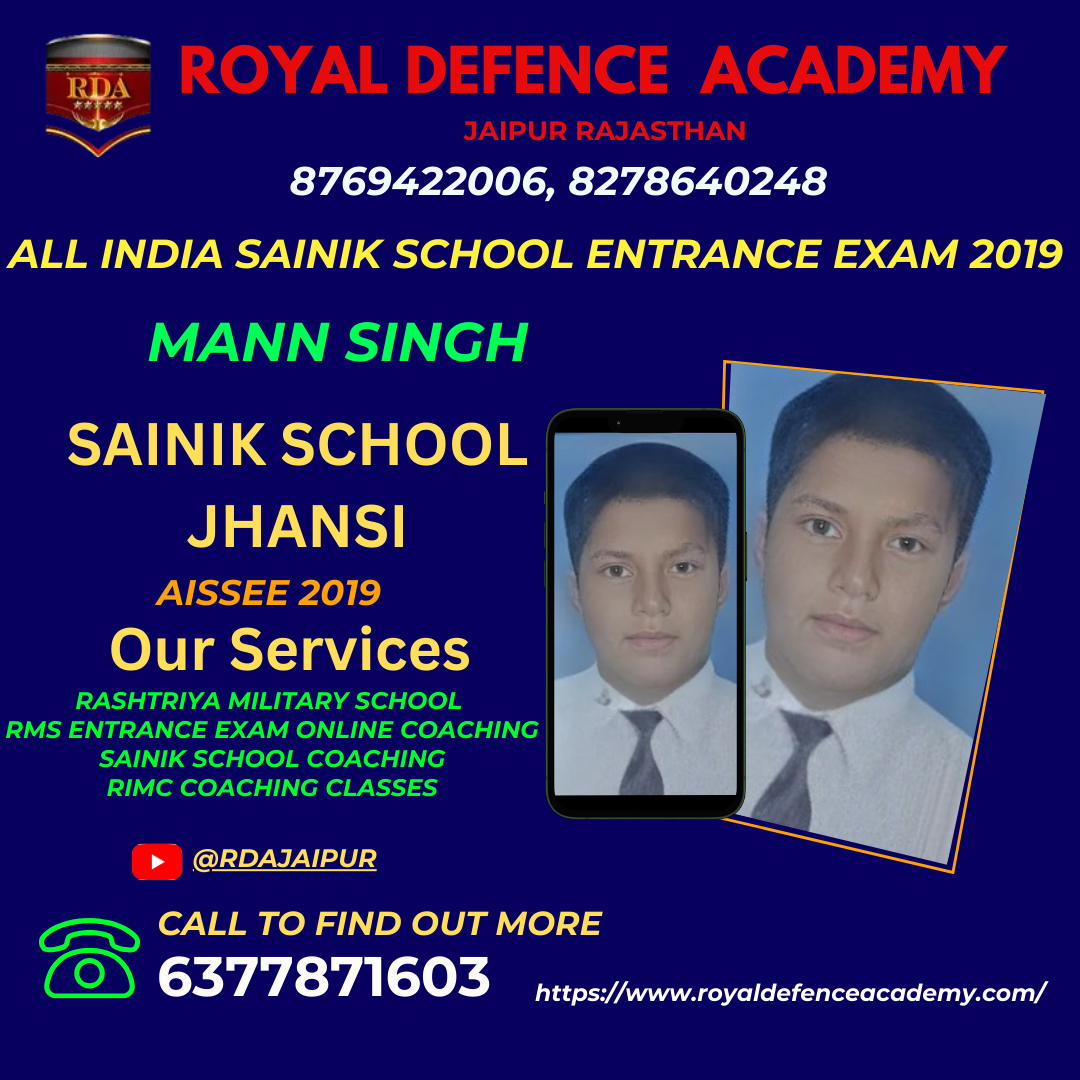 RDA
ROYAL DEFENCE ACADEMY
JAIPUR RAJASTHAN
8769422006, 8278640248
ALL INDIA SAINIK SCHOOL ENTRANCE EXAM 2019
MANN SINGH
SAINIK SCHOOL
JHANSI
AISSEE 2019
Our Services
RASHTRIYA MILITARY SCHOOL
RMS ENTRANCE EXAM ONLINE COACHING
SAINIK SCHOOL COACHING
RIMC COACHING CLASSES
@RDAJAIPUR
CALL TO FIND OUT MORE
6377871603
https://www.royaldefenceacademy.com/